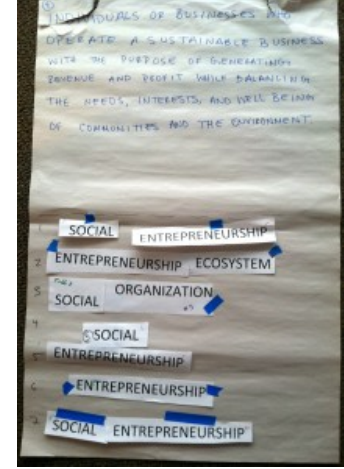 ①
INDIVIDUALS OR BUSINESSES WHO
OPERATE A SUSTAINABLE BUSINESS
WITH THE PURPOSE OF GENERATING
REVENUE AND PROFIT WHILE BALANCING
THE NEEDS, INTERESTS, AND WELL BEING
OF COMMUNITIES AND THE ENVIRONMENT.
1 SOCIAL ENTREPRENEURSHIP
2 ENTREPRENEURSHIP ECOSYSTEM
3 SOCIAL ORGANIZATION
4 SOCIAL
5 ENTREPRENEURSHIP
6 ENTREPRENEURSHIP
7 SOCIAL ENTREPRENEURSHIP